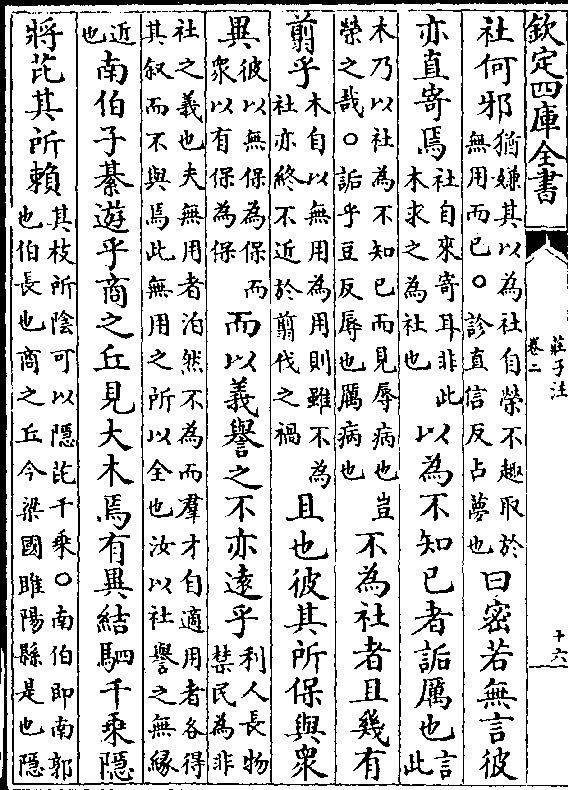 欽定四庫全書
莊子注
卷二
十六
社何邪猶嫌其以為社自榮不趣取於無用而已○診直信反占夢也曰密若無言彼
亦直寄焉社自來寄耳非此木求之為社也以為不知已者詬厲也言此
木乃以社為不知已而見辱病也豈榮之哉○詬乎豆反辱也厲病也不為社者且幾有
剪乎木自以無用為用則雖不為社亦終不近於剪伐之禍且也彼其所保與衆
異彼以無保為保而衆以有保為保而以義譽之不亦遠乎利人長物禁民為非
社之義也夫無用者泊然不為而羣才自適用者各得其叙而不與焉此無用之所以全也汝以社譽之無緣
近也南伯子綦遊乎商之丘見大木焉有異結駟千乘隱
將芘其所賴其枝所陰可以隱芘千乘○南伯即南郭也伯長也商之丘今梁國睢陽縣是也隱